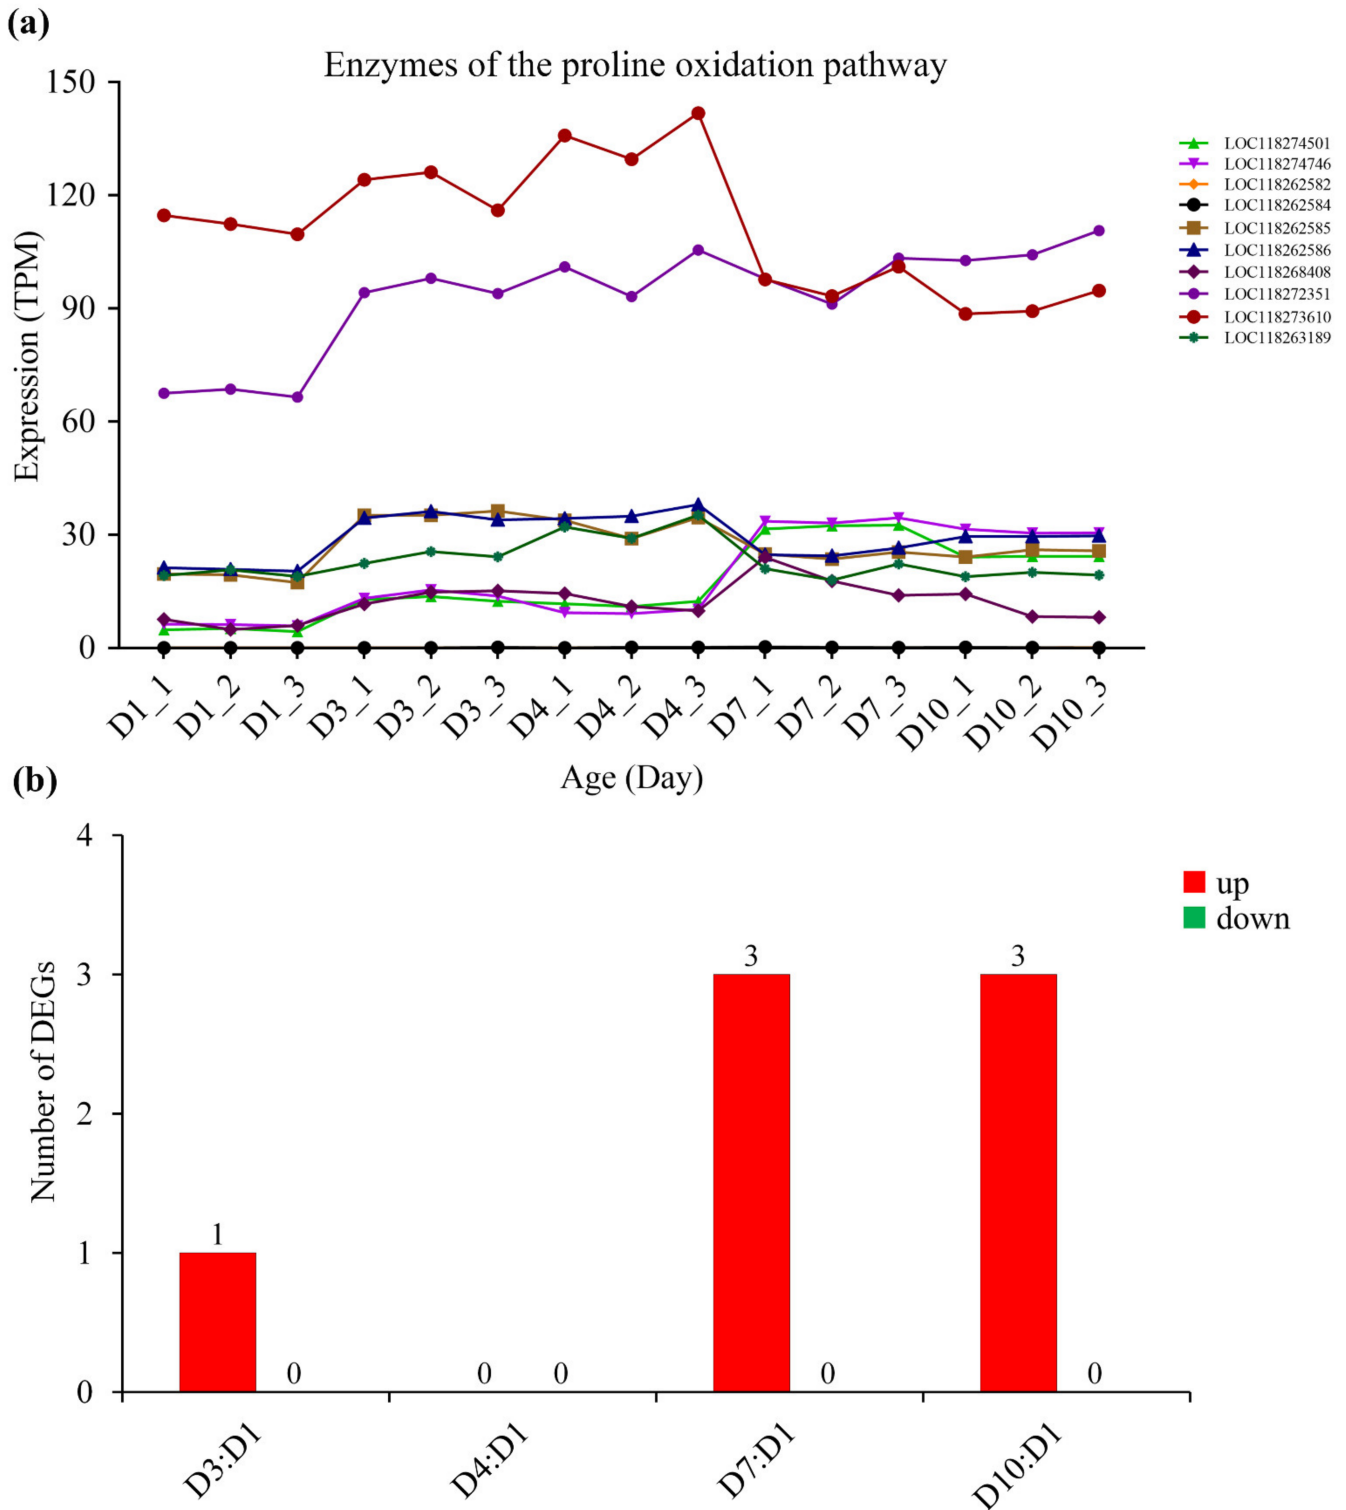 (a)
Enzymes of the proline oxidation pathway
150
120
90
60
30
0
Expression (TPM)
LOC118274501
LOC118274746
LOC118262582
LOC118262584
LOC118262585
LOC118262586
LOC118268408
LOC118272351
LOC118273610
LOC118263189
D1_1
D1_2
D1_3
D3_1
D3_2
D3_3
D4_1
D4_2
D4_3
D7_1
D7_2
D7_3
D10_1
D10_2
D10_3
Age (Day)
(b)
4
3
2
1
0
Number of DEGs
up
down
1
0
0
0
3
0
3
0
D3:D1
D4:D1
D7:D1
D10:D1